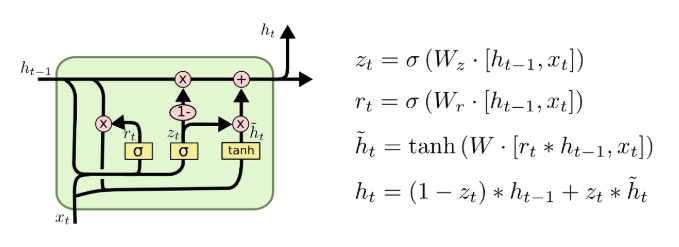 h_t
h_{t-1}
x
x
+
1-
r_t
z_t
x
h̃_t
σ
σ
tanh
x_t
z_t = σ (W_z · [h_{t-1}, x_t])
r_t = σ (W_r · [h_{t-1}, x_t])
h̃_t = tanh (W · [r_t * h_{t-1}, x_t])
h_t = (1 - z_t) * h_{t-1} + z_t * h̃_t